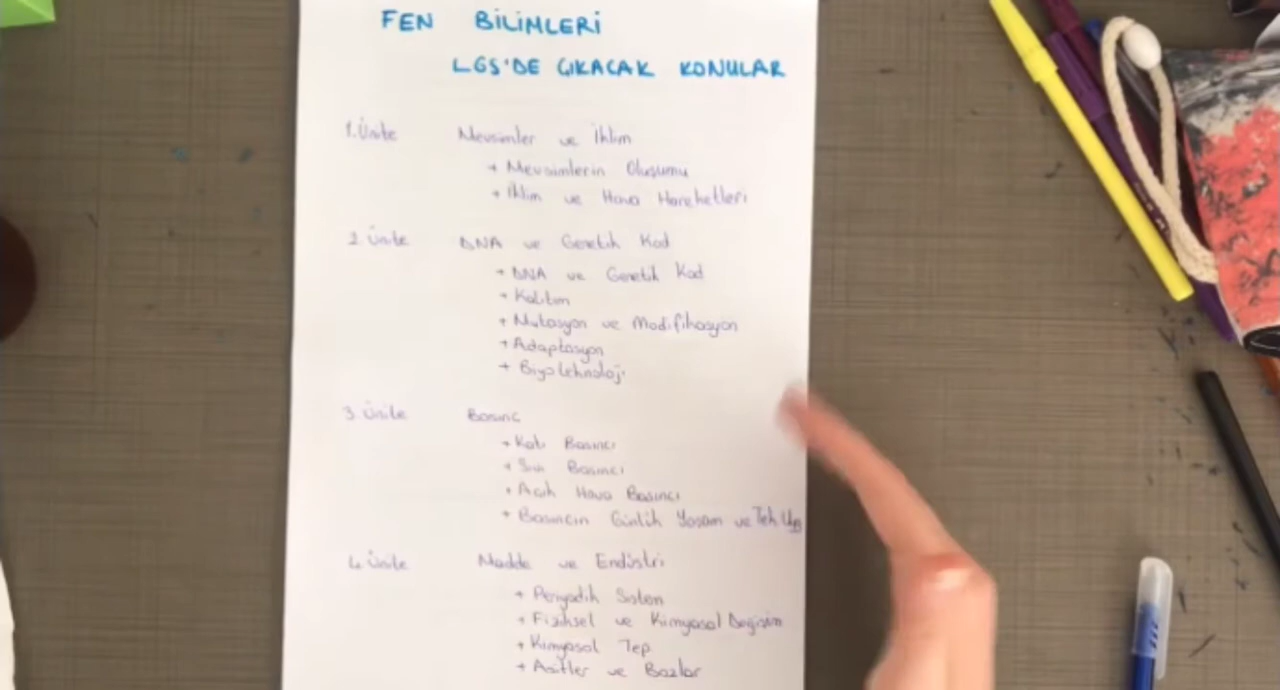 FEN BİLİMLERİ
LGS'DE ÇIKACAK KONULAR
1. Ünite Mevsimler ve İklim
+ Mevsimlerin Oluşumu
+ İklim ve Hava Hareketleri
2. Ünite DNA ve Genetik Kod
+ DNA ve Genetik Kod
+ Kalıtım
+ Mutasyon ve Modifikasyon
+ Adaptasyon
+ Biyoteknoloji
3. Ünite Basınç
+ Katı Basıncı
+ Sıvı Basıncı
+ Açık Hava Basıncı
+ Basıncın Günlük Yaşam ve Tek. Uyg
4. Ünite Madde ve Endüstri
+ Periyodik Sistem
+ Fiziksel ve Kimyasal Değişim
+ Kimyasal Tep
+ Asitler ve Bazlar